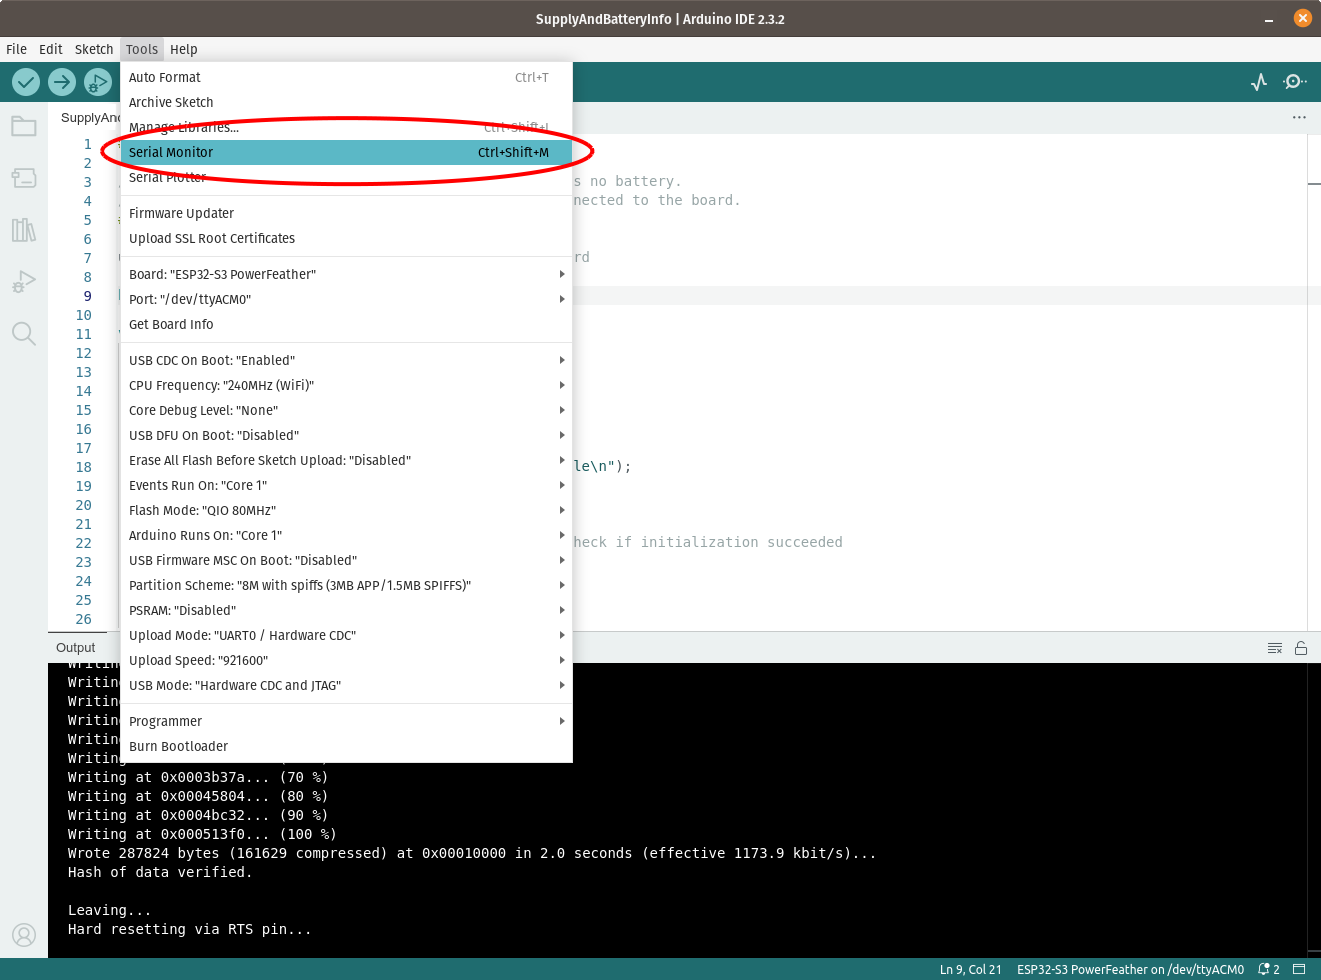 SupplyAndBatteryInfo | Arduino IDE 2.3.2
File Edit Sketch Tools Help
Auto Format Ctrl+T
Archive Sketch
Manage Libraries... Ctrl+Shift+I
Serial Monitor Ctrl+Shift+M
Serial Plotter
Firmware Updater
Upload SSL Root Certificates
Board: "ESP32-S3 PowerFeather"
Port: "/dev/ttyACM0"
Get Board Info
USB CDC On Boot: "Enabled"
CPU Frequency: "240MHz (WiFi)"
Core Debug Level: "None"
USB DFU On Boot: "Disabled"
Erase All Flash Before Sketch Upload: "Disabled"
Events Run On: "Core 1"
Flash Mode: "QIO 80MHz"
Arduino Runs On: "Core 1"
USB Firmware MSC On Boot: "Disabled"
Partition Scheme: "8M with spiffs (3MB APP/1.5MB SPIFFS)"
PSRAM: "Disabled"
Upload Mode: "UART0 / Hardware CDC"
Upload Speed: "921600"
USB Mode: "Hardware CDC and JTAG"
Programmer
Burn Bootloader
SupplyAnd
1
2
3 s no battery.
4 nected to the board.
5
6
7 rd
8
9
10
11
12
13
14
15
16
17
18 le\n");
19
20
21
22 heck if initialization succeeded
23
24
25
26
Output
Writing
Writing
Writing
Writing
Writing
Writing
Writing at 0x0003b37a... (70 %)
Writing at 0x00045804... (80 %)
Writing at 0x0004bc32... (90 %)
Writing at 0x000513f0... (100 %)
Wrote 287824 bytes (161629 compressed) at 0x00010000 in 2.0 seconds (effective 1173.9 kbit/s)...
Hash of data verified.
Leaving...
Hard resetting via RTS pin...
Ln 9, Col 21 ESP32-S3 PowerFeather on /dev/ttyACM0 2